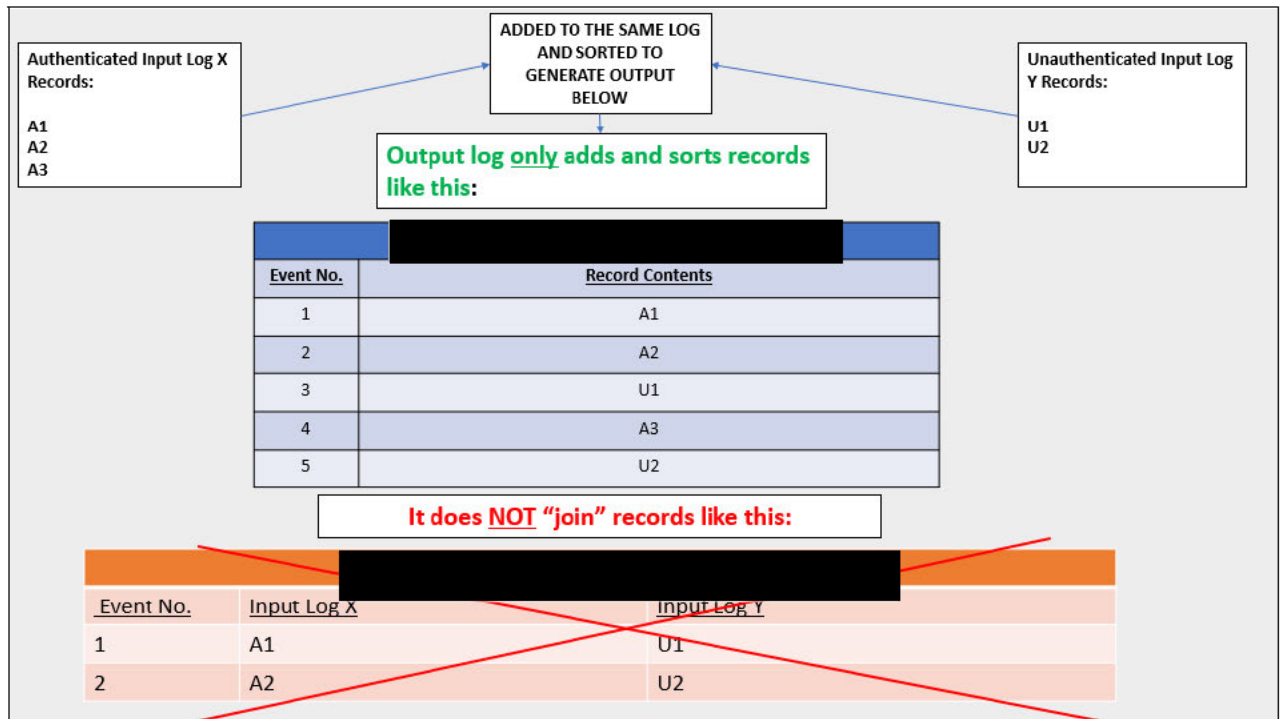 Authenticated Input Log X
Records:
A1
A2
A3
ADDED TO THE SAME LOG
AND SORTED TO
GENERATE OUTPUT
BELOW
Unauthenticated Input Log
Y Records:
U1
U2
Output log only adds and sorts records
like this:
Event No. Record Contents
1 A1
2 A2
3 U1
4 A3
5 U2
It does NOT “join” records like this:
Event No. Input Log X Input Log Y
1 A1 U1
2 A2 U2